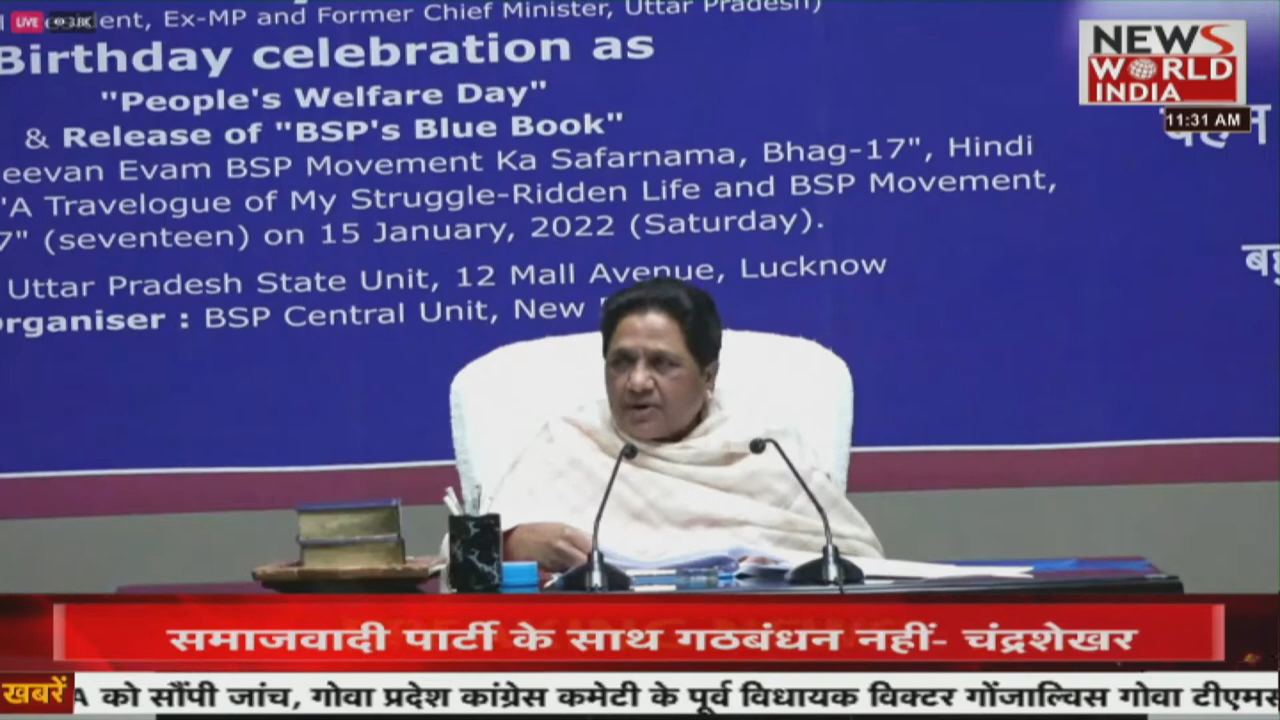 LIVE
ent, Ex-MP and Former Chief Minister, Uttar Pradesh)
Birthday celebration as
"People's Welfare Day"
& Release of "BSP's Blue Book"
eevan Evam BSP Movement Ka Safarnama, Bhag-17", Hindi
"A Travelogue of My Struggle-Ridden Life and BSP Movement,
7" (seventeen) on 15 January, 2022 (Saturday).
Uttar Pradesh State Unit, 12 Mall Avenue, Lucknow
rganiser : BSP Central Unit, New
NEWS
WORLD
INDIA
11:31 AM
समाजवादी पार्टी के साथ गठबंधन नहीं- चंद्रशेखर
खबरें
A को सौंपी जांच, गोवा प्रदेश कांग्रेस कमेटी के पूर्व विधायक विक्टर गोंजाल्विस गोवा टीएमस